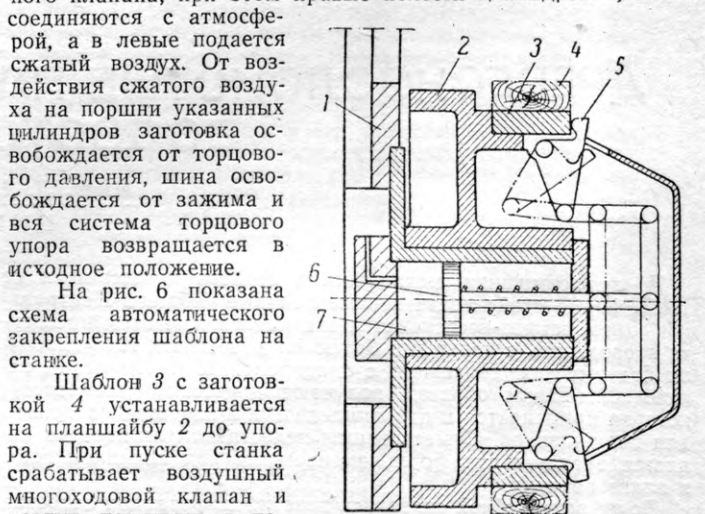 соединяются с атмосфе-
рой, а в левые подается
сжатый воздух. От воз-
действия сжатого возду-
ха на поршни указанных
цилиндров заготовка ос-
вобождается от торцово-
го давления, шина осво-
бождается от зажима и
вся система торцового
упора возвращается в
исходное положение.
На рис. 6 показана
схема автоматического
закрепления шаблона на
станке.
Шаблон 3 с заготов-
кой 4 устанавливается
на планшайбу 2 до упо-
ра. При пуске станка
срабатывает воздушный
многоходовой клапан и
1
2
3
4
5
6
7